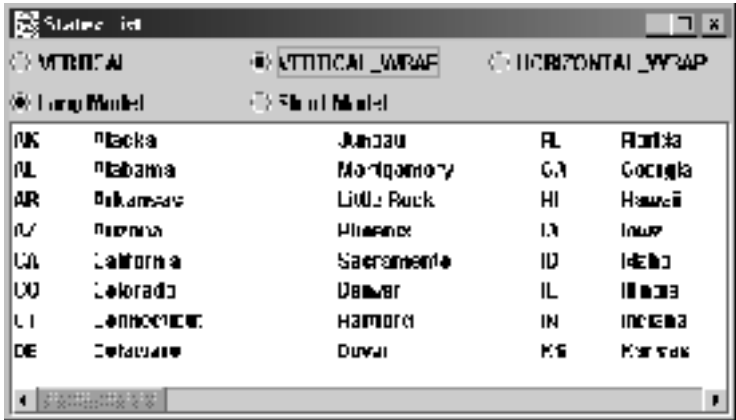 States List
VERTICAL VERTICAL_WRAP HORIZONTAL_WRAP
Long Model Short Model
AK Alaska Juneau FL Florida
AL Alabama Montgomery GA Georgia
AR Arkansas Little Rock HI Hawaii
AZ Arizona Phoenix IA Iowa
CA California Sacramento ID Idaho
CO Colorado Denver IL Illinois
CT Connecticut Hartford IN Indiana
DE Delaware Dover KS Kansas